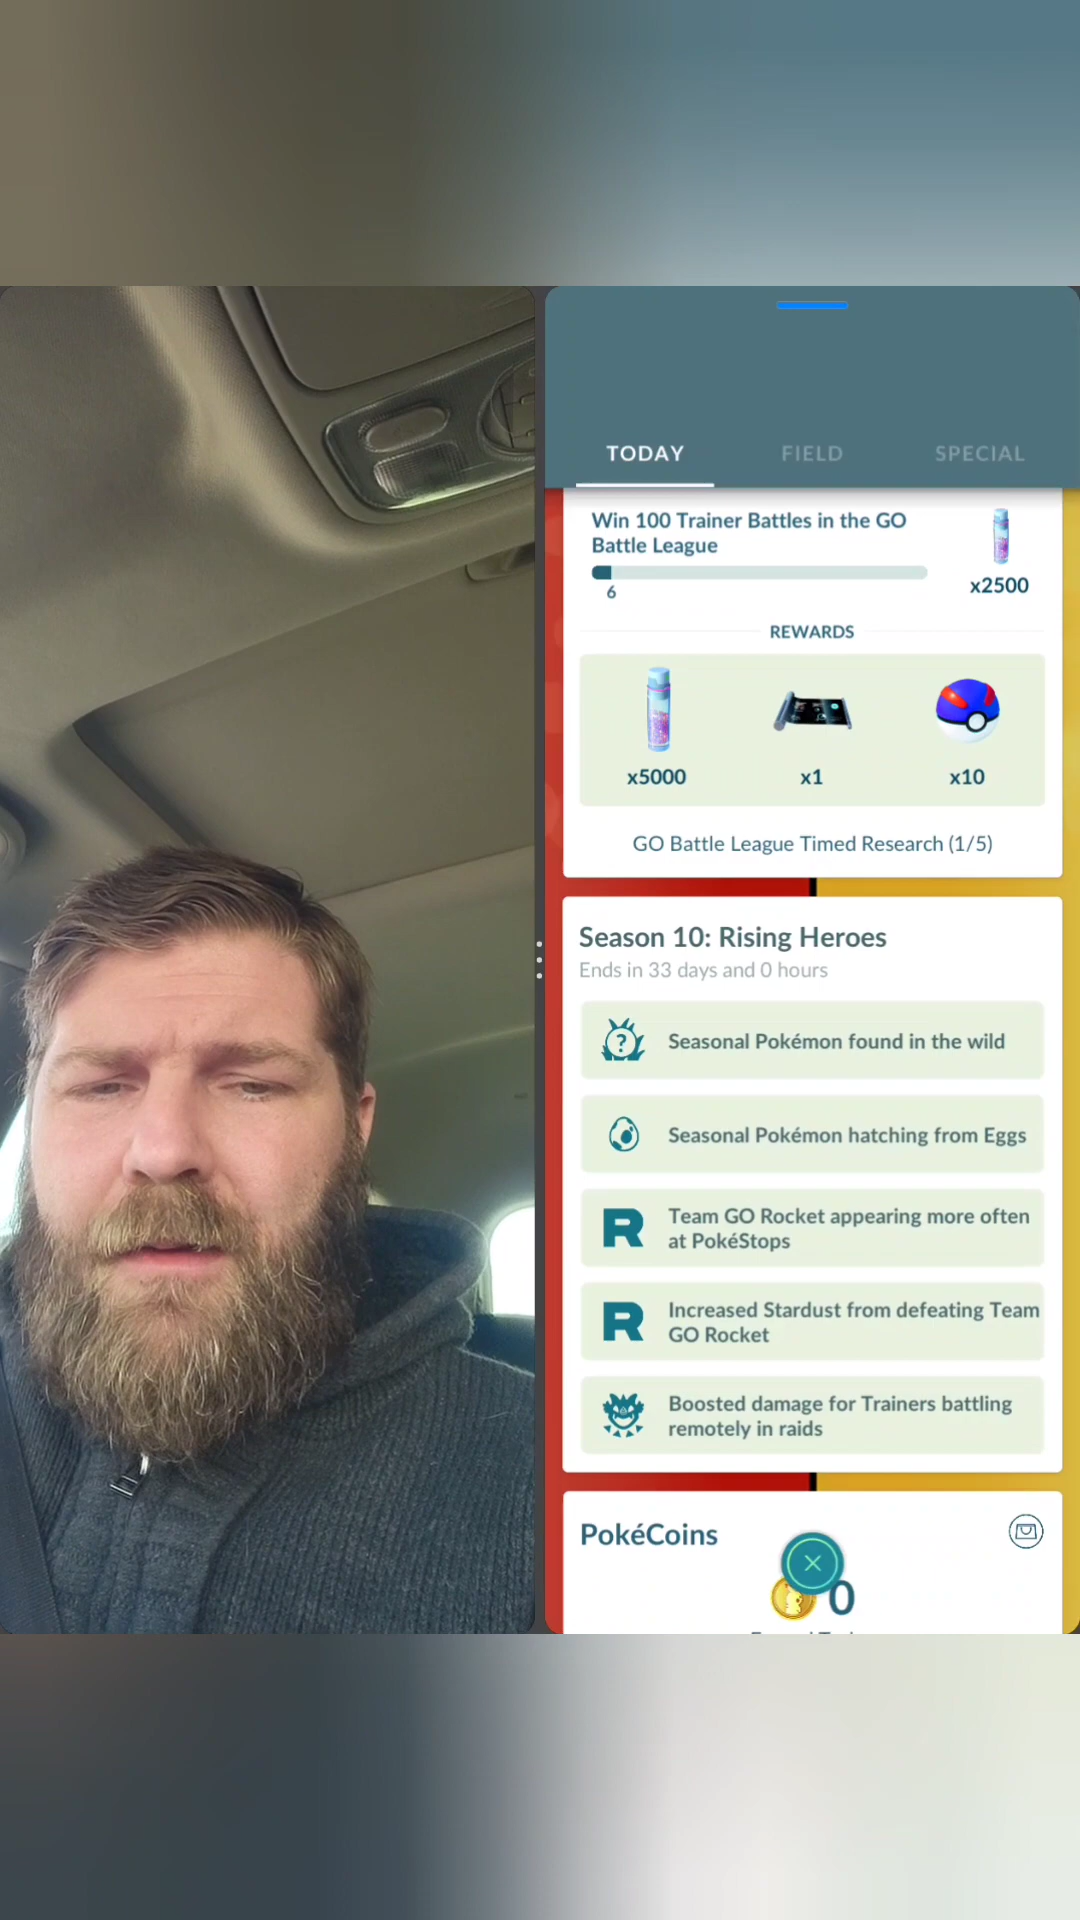 TODAY
FIELD
SPECIAL
Win 100 Trainer Battles in the GO
Battle League
6
x2500
REWARDS
x5000
x1
x10
GO Battle League Timed Research (1/5)
Season 10: Rising Heroes
Ends in 33 days and 0 hours
Seasonal Pokémon found in the wild
Seasonal Pokémon hatching from Eggs
Team GO Rocket appearing more often
at PokéStops
Increased Stardust from defeating Team
GO Rocket
Boosted damage for Trainers battling
remotely in raids
PokéCoins
0